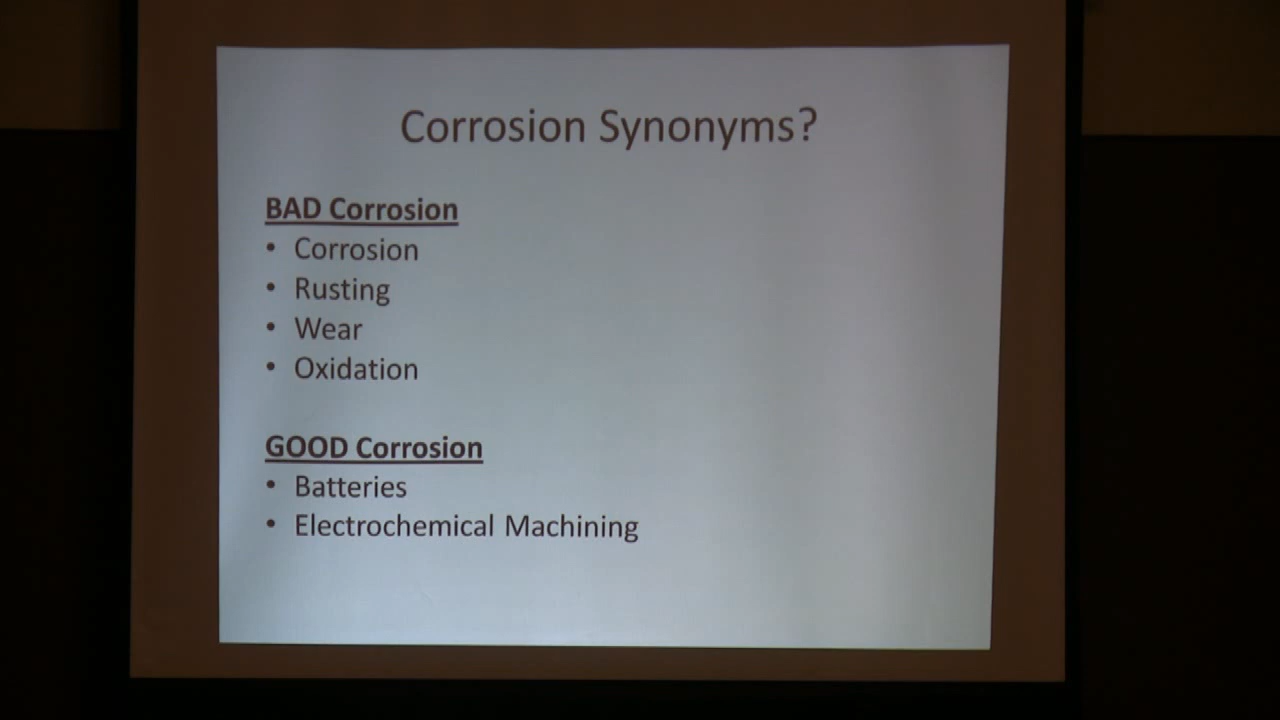 Corrosion Synonyms?
BAD Corrosion
• Corrosion
• Rusting
• Wear
• Oxidation
GOOD Corrosion
• Batteries
• Electrochemical Machining